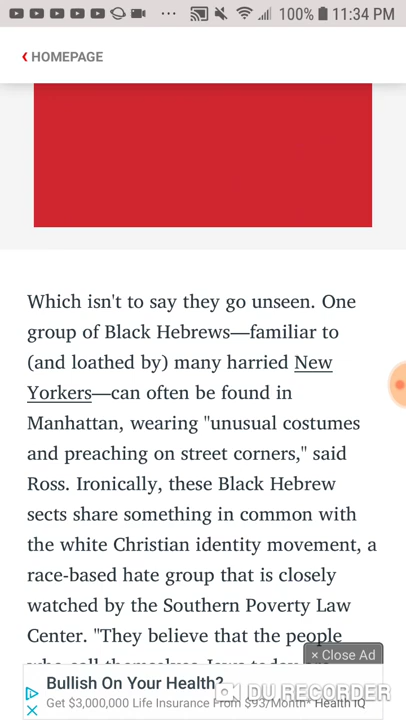 100% 11:34 PM
HOMEPAGE
Which isn't to say they go unseen. One
group of Black Hebrews—familiar to
(and loathed by) many harried New
Yorkers—can often be found in
Manhattan, wearing "unusual costumes
and preaching on street corners," said
Ross. Ironically, these Black Hebrew
sects share something in common with
the white Christian identity movement, a
race-based hate group that is closely
watched by the Southern Poverty Law
Center. "They believe that the people
who call themselves Jews today
× Close Ad
Bullish On Your Health?
DU RECORDER
Get $3,000,000 Life Insurance From $93/Month* Health IQ